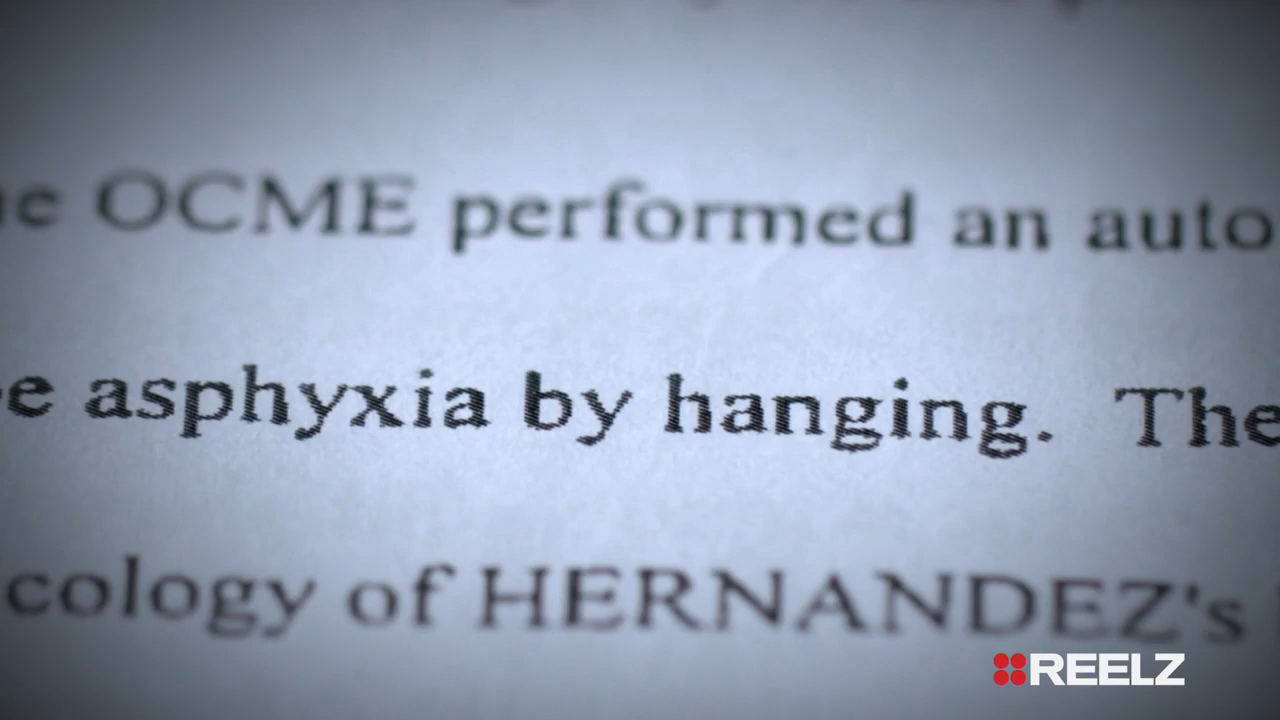 OCME performed an auto
asphyxia by hanging. The
cology of HERNANDEZ's
REELZ